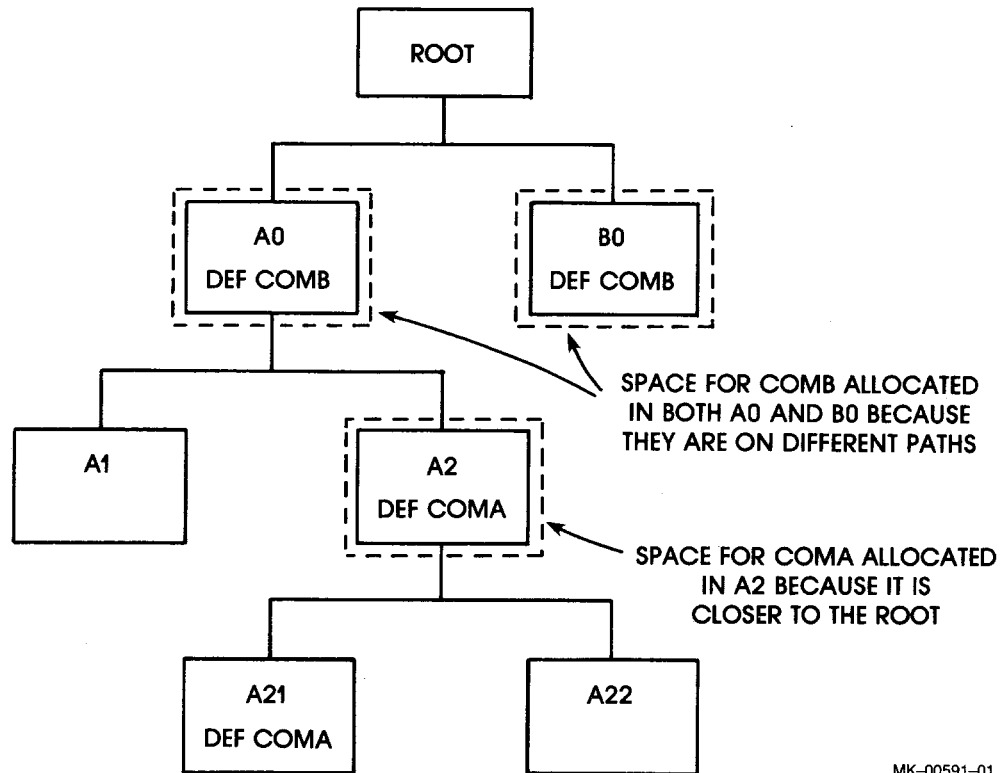 ROOT
A0
DEF COMB
B0
DEF COMB
SPACE FOR COMB ALLOCATED
IN BOTH A0 AND B0 BECAUSE
THEY ARE ON DIFFERENT PATHS
A1
A2
DEF COMA
SPACE FOR COMA ALLOCATED
IN A2 BECAUSE IT IS
CLOSER TO THE ROOT
A21
DEF COMA
A22
MK-00591-01